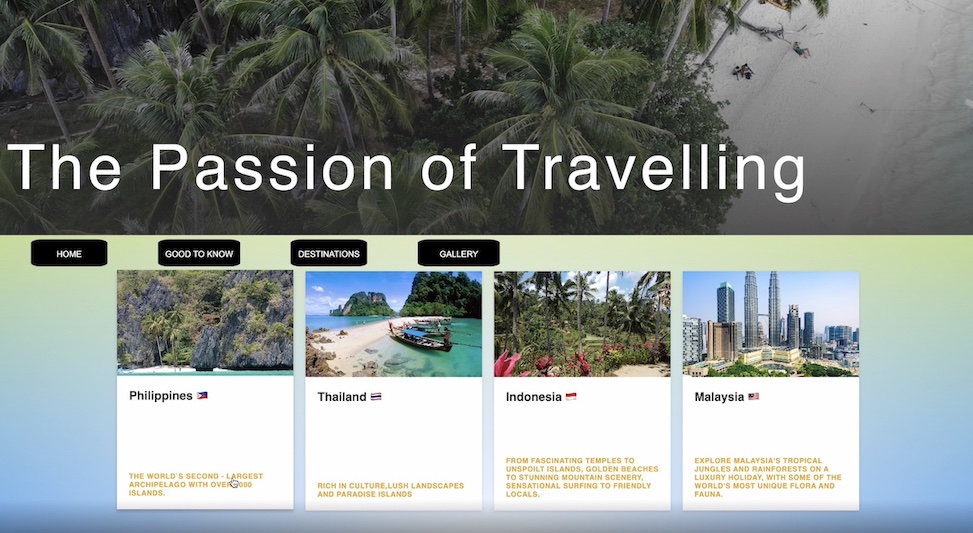 The Passion of Travelling
HOME GOOD TO KNOW DESTINATIONS GALLERY
Philippines 🇵🇭
THE WORLD'S SECOND - LARGEST
ARCHIPELAGO WITH OVER 000
ISLANDS.
Thailand 🇹🇭
RICH IN CULTURE,LUSH LANDSCAPES
AND PARADISE ISLANDS
Indonesia 🇮🇩
FROM FASCINATING TEMPLES TO
UNSPOILT ISLANDS, GOLDEN BEACHES
TO STUNNING MOUNTAIN SCENERY,
SENSATIONAL SURFING TO FRIENDLY
LOCALS.
Malaysia 🇲🇾
EXPLORE MALAYSIA'S TROPICAL
JUNGLES AND RAINFORESTS ON A
LUXURY HOLIDAY, WITH SOME OF THE
WORLD'S MOST UNIQUE FLORA AND
FAUNA.